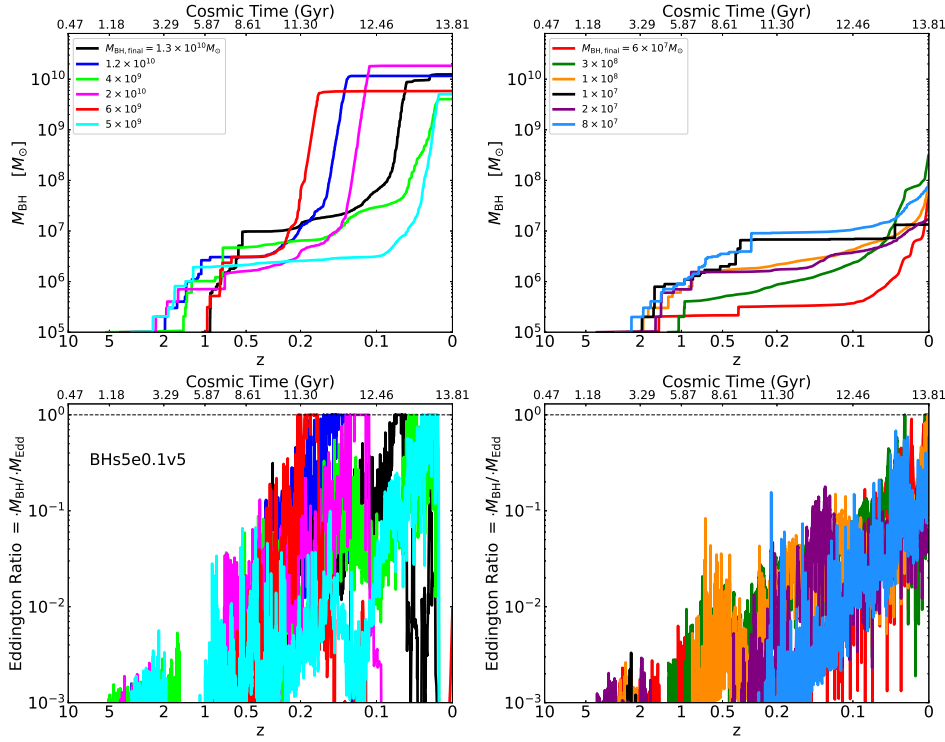 Cosmic Time (Gyr)
0.47 1.18 3.29 5.87 8.61 11.30 12.46 13.81
M_BH [M_⊙]
10^10
10^9
10^8
10^7
10^6
10^5
M_BH,final = 1.3 × 10^10 M_⊙
1.2 × 10^10
4 × 10^9
2 × 10^10
6 × 10^9
5 × 10^9
10 5 2 1 0.5 0.2 0.1 0
z
Cosmic Time (Gyr)
0.47 1.18 3.29 5.87 8.61 11.30 12.46 13.81
M_BH [M_⊙]
10^10
10^9
10^8
10^7
10^6
10^5
M_BH,final = 6 × 10^7 M_⊙
3 × 10^8
1 × 10^8
1 × 10^7
2 × 10^7
8 × 10^7
10 5 2 1 0.5 0.2 0.1 0
z
Cosmic Time (Gyr)
0.47 1.18 3.29 5.87 8.61 11.30 12.46 13.81
Eddington Ratio = ·M_BH/·M_Edd
10^0
10^−1
10^−2
10^−3
BHs5e0.1v5
10 5 2 1 0.5 0.2 0.1 0
z
Cosmic Time (Gyr)
0.47 1.18 3.29 5.87 8.61 11.30 12.46 13.81
Eddington Ratio = ·M_BH/·M_Edd
10^0
10^−1
10^−2
10^−3
10 5 2 1 0.5 0.2 0.1 0
z